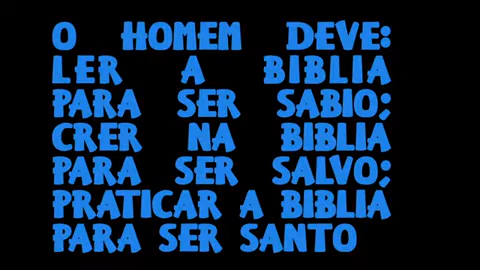 O HOMEM DEVE:
LER A BIBLIA
PARA SER SABIO;
CRER NA BIBLIA
PARA SER SALVO;
PRATICAR A BIBLIA
PARA SER SANTO